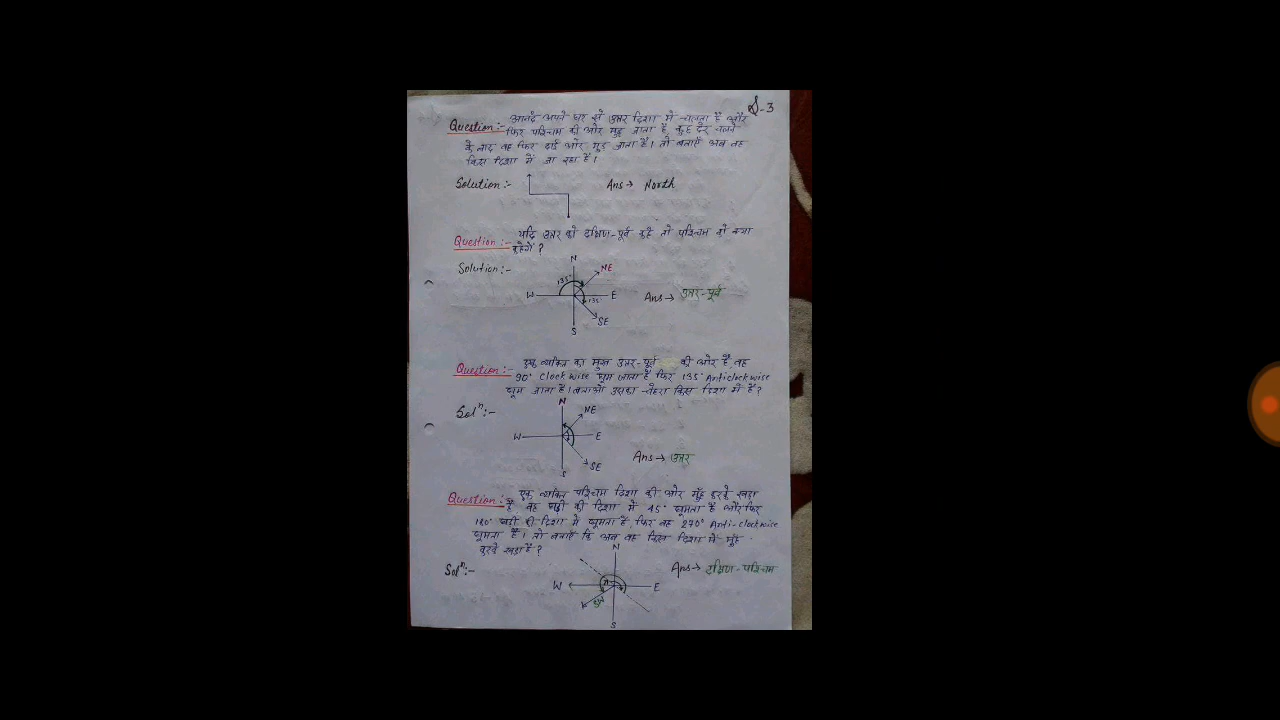 S-3
Question:- आनंद अपने घर से उत्तर दिशा में चलता है और
फिर पश्चिम की ओर मुड़ जाता है, कुछ देर चलने
के बाद वह फिर दाईं ओर मुड़ जाता है। तो बताएँ अब वह
किस दिशा में जा रहा है।
Solution:- Ans → North
Question:- यदि उत्तर को दक्षिण-पूर्व कहे तो पश्चिम को क्या
कहेगें ?
Solution:-
N
NE
135°
W E
135
Ans → उत्तर-पूर्व
SE
S
Question:- एक व्यक्ति का मुख उत्तर-पूर्व की ओर है, वह
90° Clockwise घूम जाता है फिर 135° Anticlockwise
घूम जाता है। बताओ उसका चेहरा किस दिशा में है?
Solⁿ:-
N
NE
W E
Ans → उत्तर
SE
S
Question:- एक व्यक्ति पश्चिम दिशा की ओर मुँह करके खड़ा
है वह घड़ी की दिशा में 45° घूमता है और फिर
180° घड़ी की दिशा में घूमता है, फिर वह 270° Anti-clockwise
घूमता है। तो बताएँ कि अब वह किस दिशा में मुँह
करके खड़ा है?
N
Solⁿ:- Ans → दक्षिण-पश्चिम
W E
SW
S